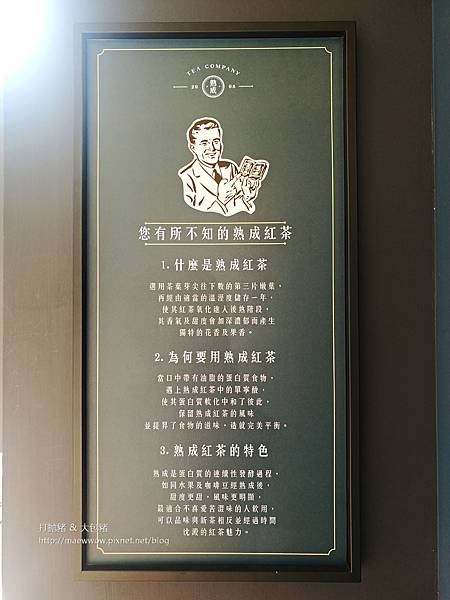 TEA COMPANY
20 熟成 08
您有所不知的熟成紅茶
1.什麼是熟成紅茶
選用茶葉芽尖往下數的第三片嫩葉。
再經由適當的溫溼度儲存一年，
使其紅茶氧化進入後熟階段，
其香氣及甜度會加深濃郁而產生
獨特的花香及果香。
2.為何要用熟成紅茶
當口中帶有油脂的蛋白質食物，
遇上熟成紅茶中的單寧酸，
使其蛋白質軟化中和了彼此，
保留熟成紅茶的風味
並提昇了食物的滋味，造就完美平衡。
3.熟成紅茶的特色
熟成是蛋白質的連續性發酵過程，
如同水果及咖啡豆經熟成後，
甜度更甜，風味更明顯，
最適合不喜愛苦澀味的人飲用，
可以品味與新茶相反並經過時間
沈澱的紅茶魅力。
打拋豬 & 大包豬
http://maewwow.pixnet.net/blog